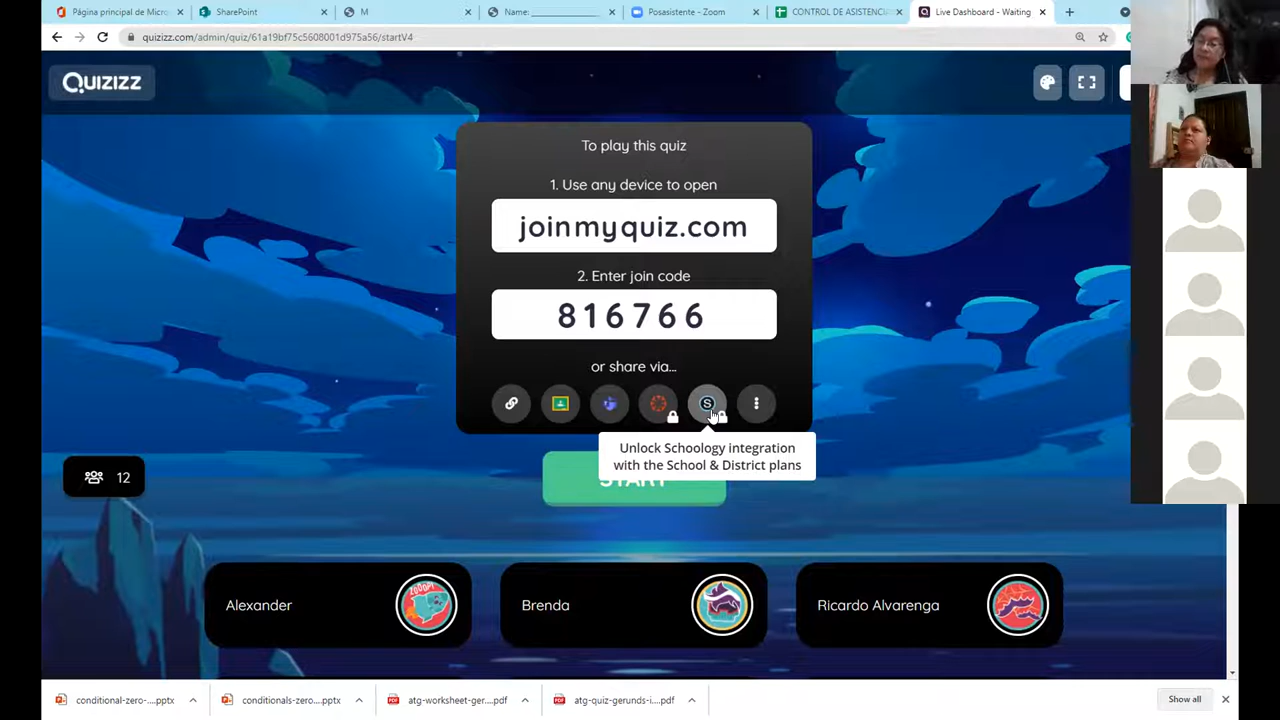 Página principal de Micro
SharePoint
M
Name: ____________
Posasistente - Zoom
CONTROL DE ASISTENCIA
Live Dashboard - Waiting
quizizz.com/admin/quiz/61a19bf75c5608001d975a56/startV4
Quizizz
To play this quiz
1. Use any device to open
joinmyquiz.com
2. Enter join code
816766
or share via...
S
Unlock Schoology integration
with the School & District plans
START
12
Alexander
ZOOOP!
Brenda
Ricardo Alvarenga
conditional-zero-....pptx
conditionals-zero....pptx
atg-worksheet-ger....pdf
atg-quiz-gerunds-i....pdf
Show all